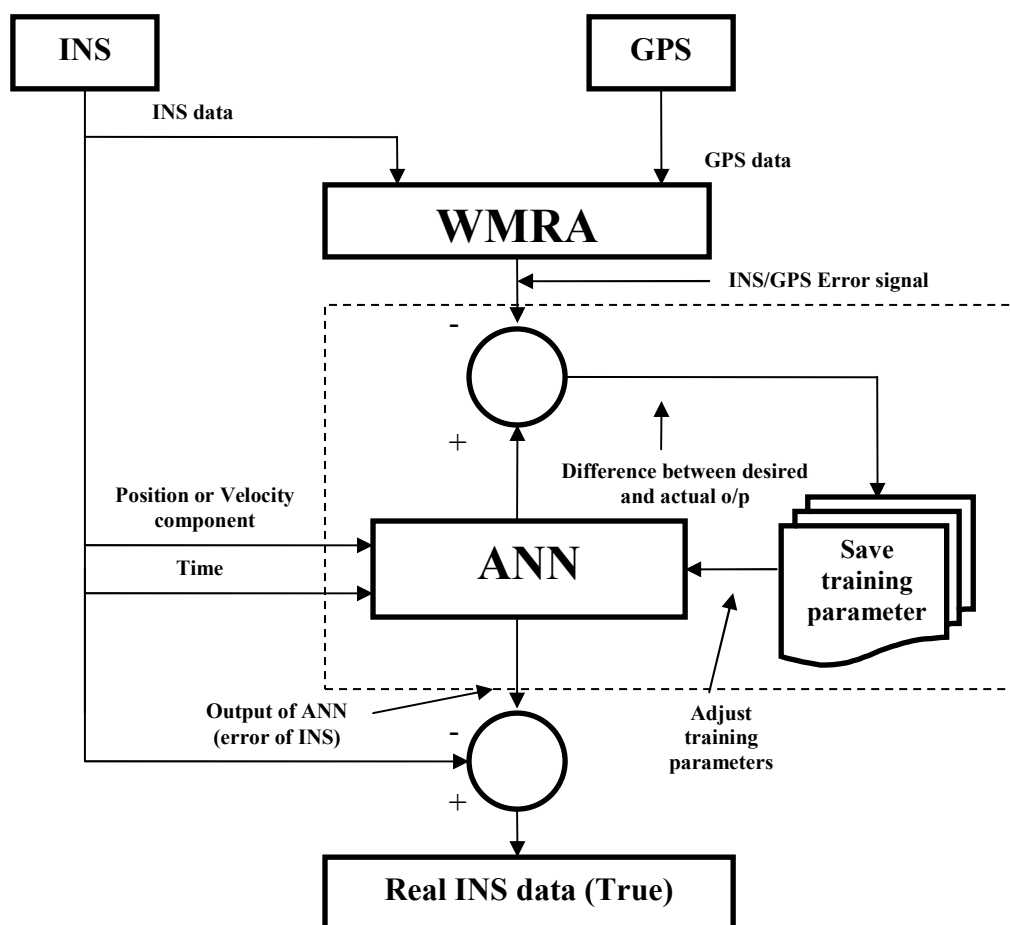 INS
GPS
INS data
GPS data
WMRA
INS/GPS Error signal
-
+
Difference between desired
and actual o/p
Position or Velocity
component
Time
ANN
Save
training
parameter
Output of ANN
(error of INS)
Adjust
training
parameters
-
+
Real INS data (True)